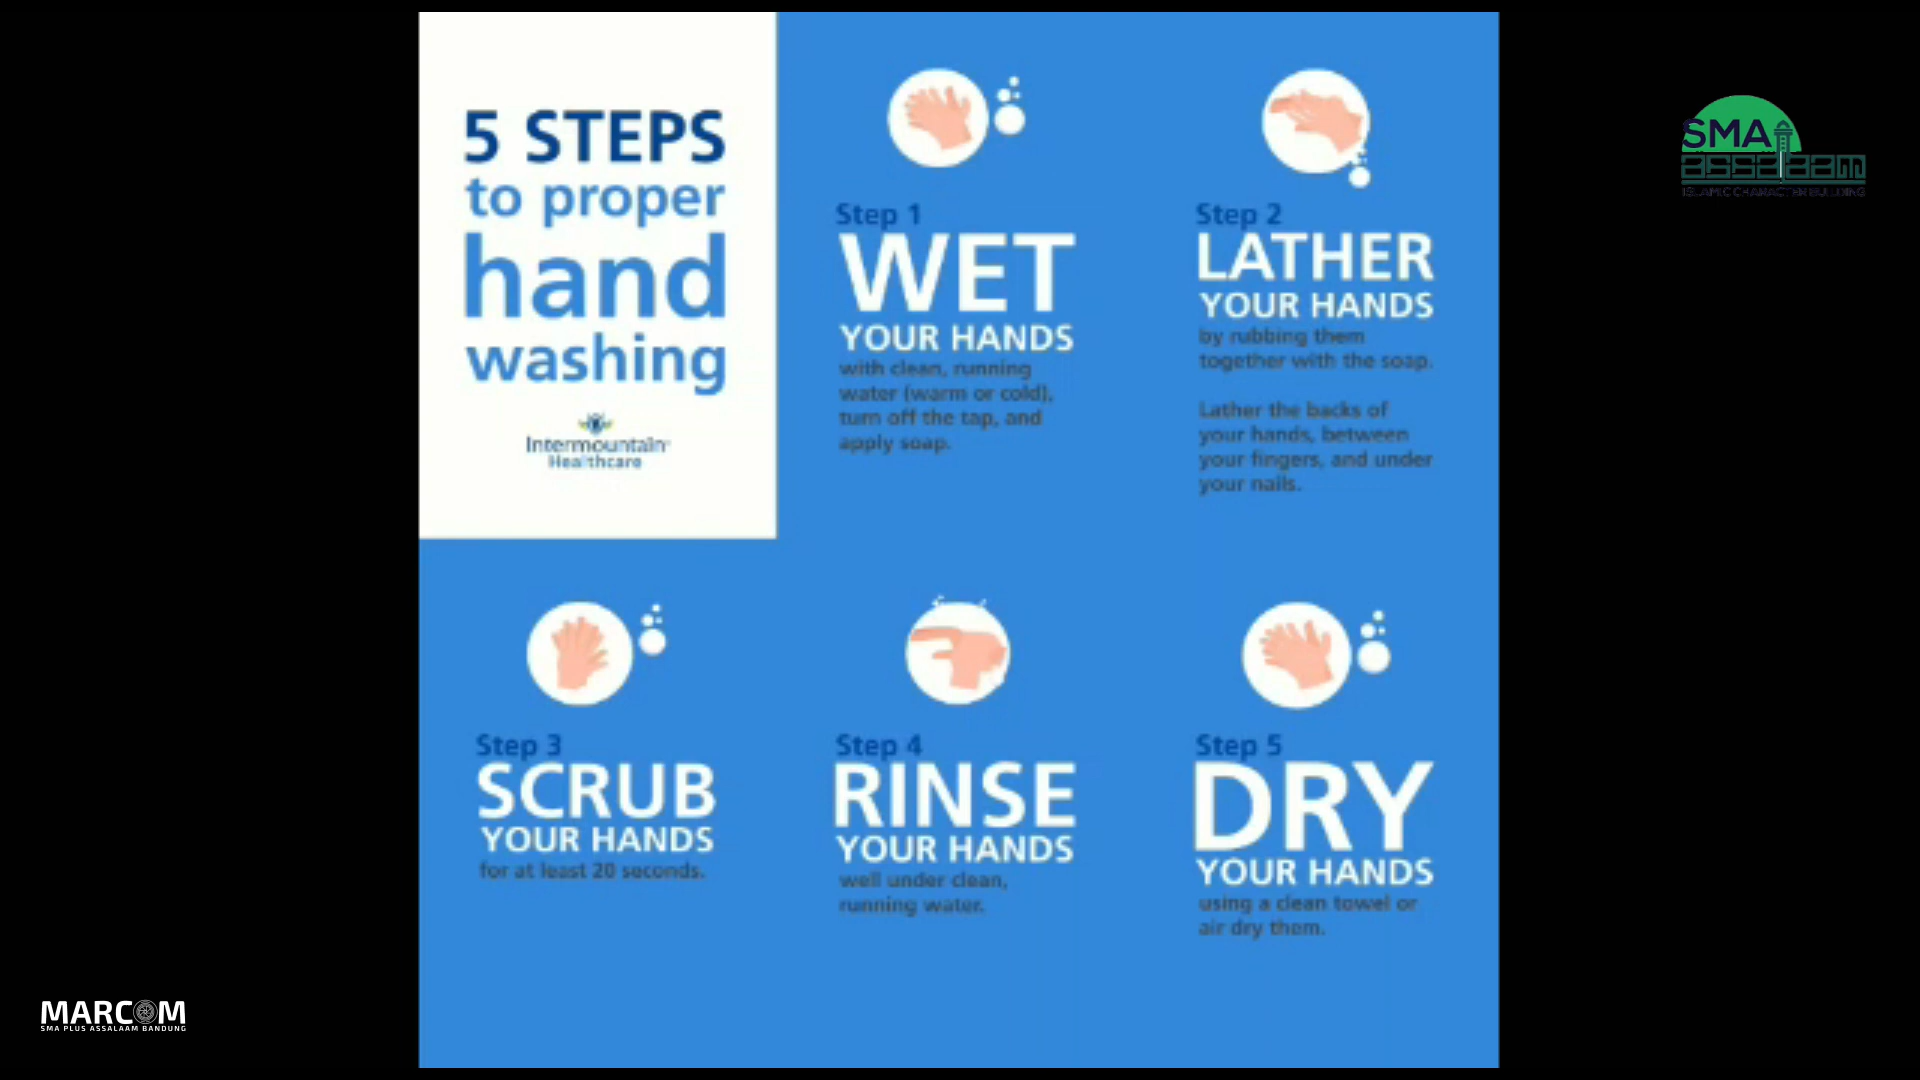 5 STEPS
to proper
hand
washing
Intermountain
Healthcare
Step 1
WET
YOUR HANDS
with clean, running
water (warm or cold),
turn off the tap, and
apply soap.
Step 2
LATHER
YOUR HANDS
by rubbing them
together with the soap.
Lather the backs of
your hands, between
your fingers, and under
your nails.
Step 3
SCRUB
YOUR HANDS
for at least 20 seconds.
Step 4
RINSE
YOUR HANDS
well under clean,
running water.
Step 5
DRY
YOUR HANDS
using a clean towel or
air dry them.
SMA
assalaam
ISLAMIC CHARACTER BUILDING
MARCOM
SMA PLUS ASSALAAM BANDUNG